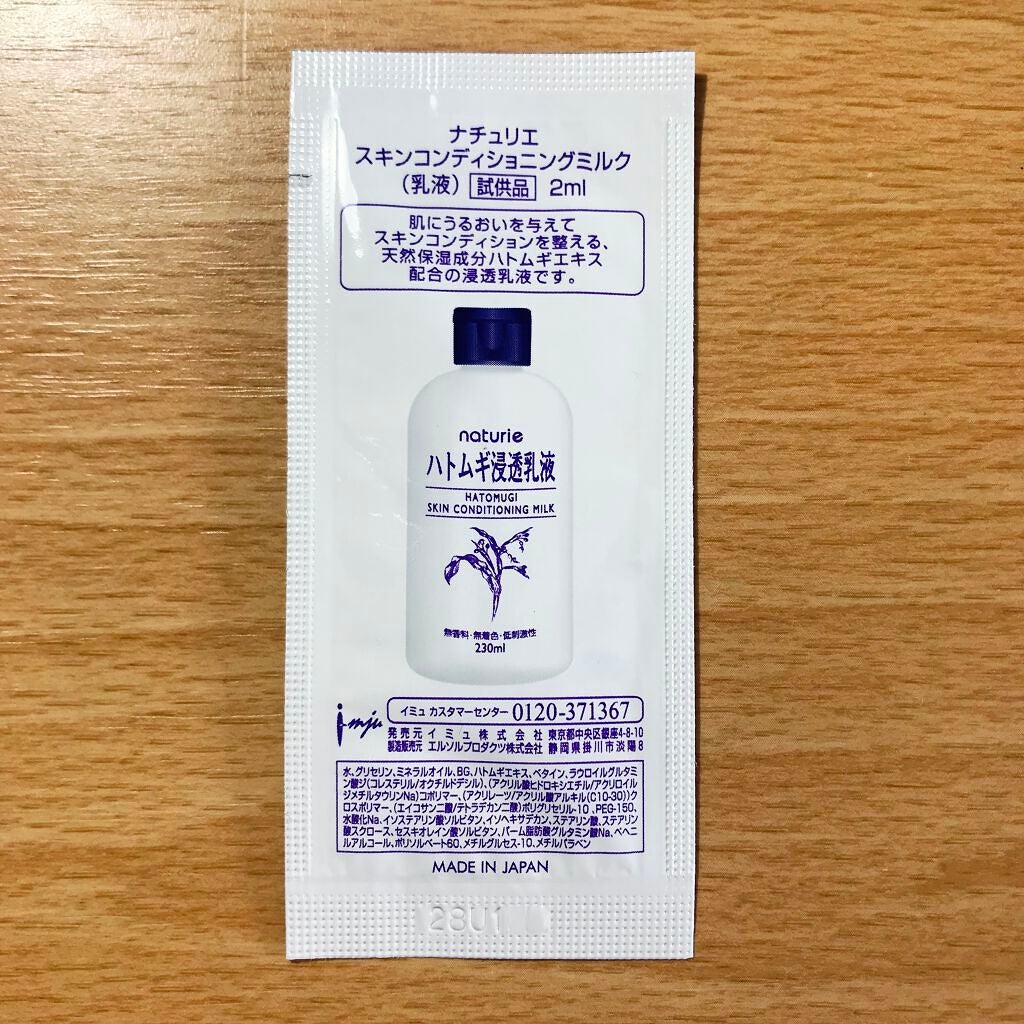 ナチュリエ
スキンコンディショニングミルク
（乳液）試供品 2ml
肌にうるおいを与えて
スキンコンディションを整える、
天然保湿成分ハトムギエキス
配合の浸透乳液です。
naturie
ハトムギ浸透乳液
HATOMUGI
SKIN CONDITIONING MILK
無香料・無着色・低刺激性
230ml
imju
イミュ カスタマーセンター 0120-371367
発売元 イミュ株式会社 東京都中央区銀座4-8-10
製造販売元 エルソルプロダクツ株式会社 静岡県掛川市淡陽8
水、グリセリン、ミネラルオイル、BG、ハトムギエキス、ベタイン、ラウロイルグルタミ
ン酸ジ(コレステリル/オクチルドデシル)、(アクリル酸ヒドロキシエチル/アクリロイル
ジメチルタウリンNa)コポリマー、(アクリレーツ/アクリル酸アルキル(C10-30))ク
ロスポリマー、(エイコサン二酸/テトラデカン二酸)ポリグリセリル-10、PEG-150、
水酸化Na、イソステアリン酸ソルビタン、イソヘキサデカン、ステアリン酸、ステアリン
酸スクロース、セスキオレイン酸ソルビタン、パーム脂肪酸グルタミン酸Na、ベヘニ
ルアルコール、ポリソルベート60、メチルグルセス-10、メチルパラベン
MADE IN JAPAN
28U1